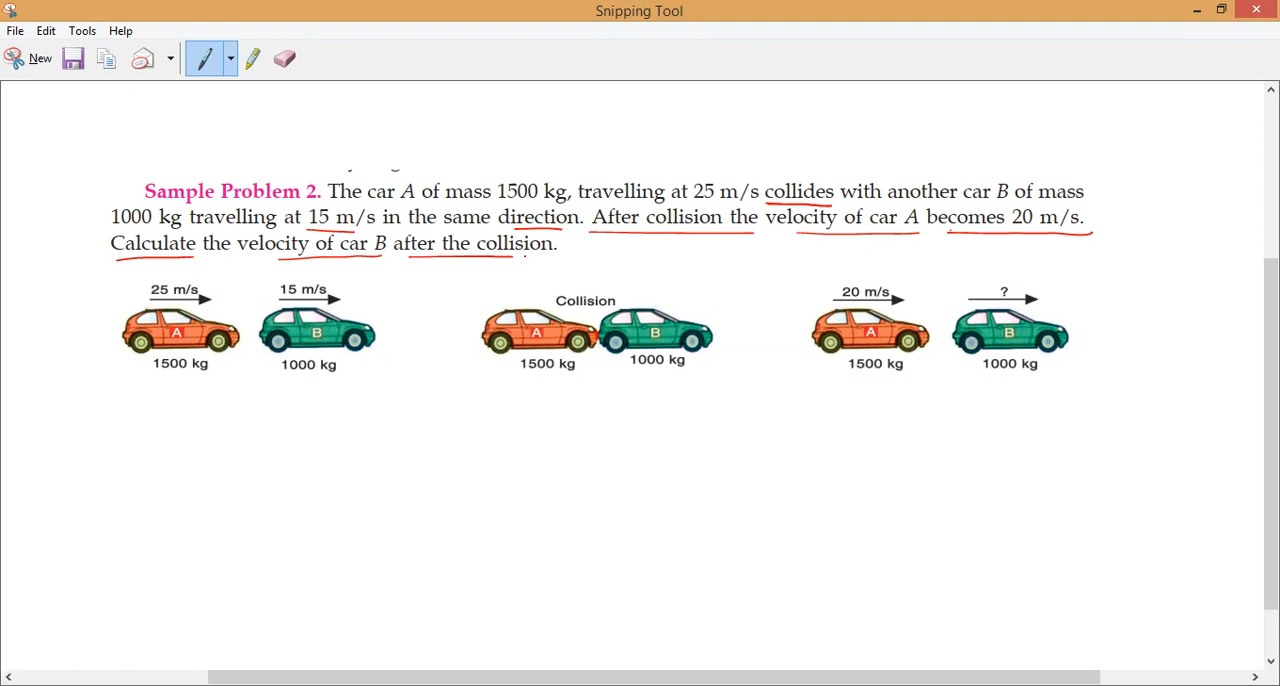 Snipping Tool
File Edit Tools Help
New
Sample Problem 2. The car A of mass 1500 kg, travelling at 25 m/s collides with another car B of mass
1000 kg travelling at 15 m/s in the same direction. After collision the velocity of car A becomes 20 m/s.
Calculate the velocity of car B after the collision.
25 m/s 15 m/s Collision 20 m/s ?
A B A B A B
1500 kg 1000 kg 1500 kg 1000 kg 1500 kg 1000 kg